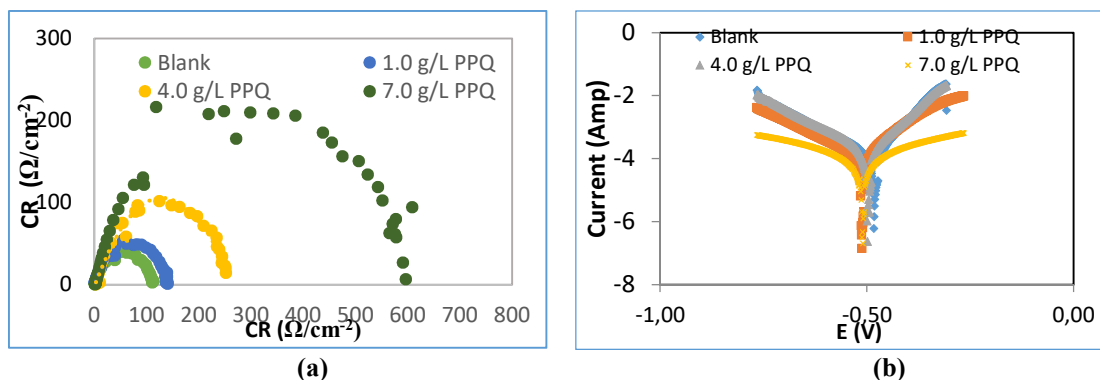 300
200
100
0
CR (Ω/cm⁻²)
Blank
1.0 g/L PPQ
4.0 g/L PPQ
7.0 g/L PPQ
0 100 200 300 400 500 600 700 800
CR (Ω/cm⁻²)
(a)
0
-2
-4
-6
-8
Current (Amp)
Blank
1.0 g/L PPQ
4.0 g/L PPQ
7.0 g/L PPQ
-1,00 -0,50 0,00
E (V)
(b)